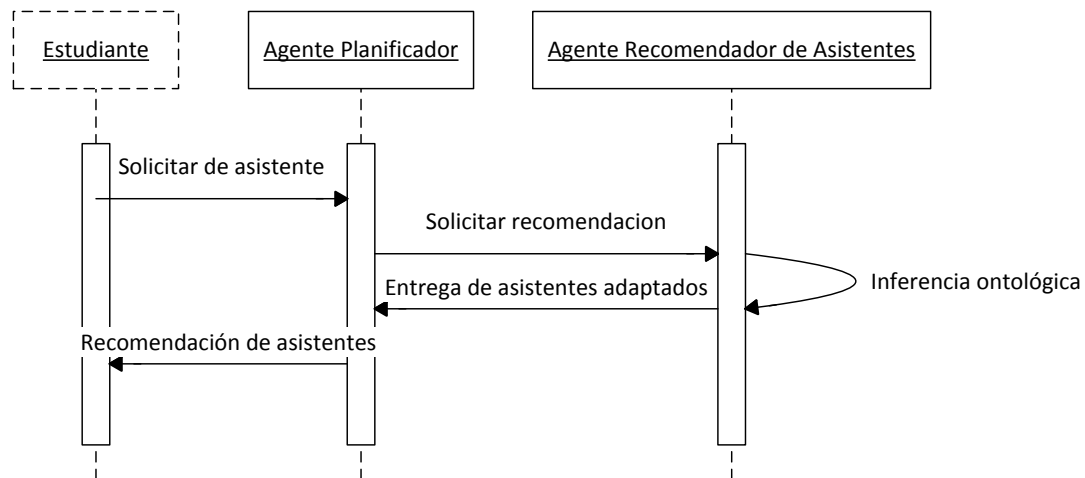 Estudiante
Agente Planificador
Agente Recomendador de Asistentes
Solicitar de asistente
Solicitar recomendacion
Inferencia ontológica
Entrega de asistentes adaptados
Recomendación de asistentes